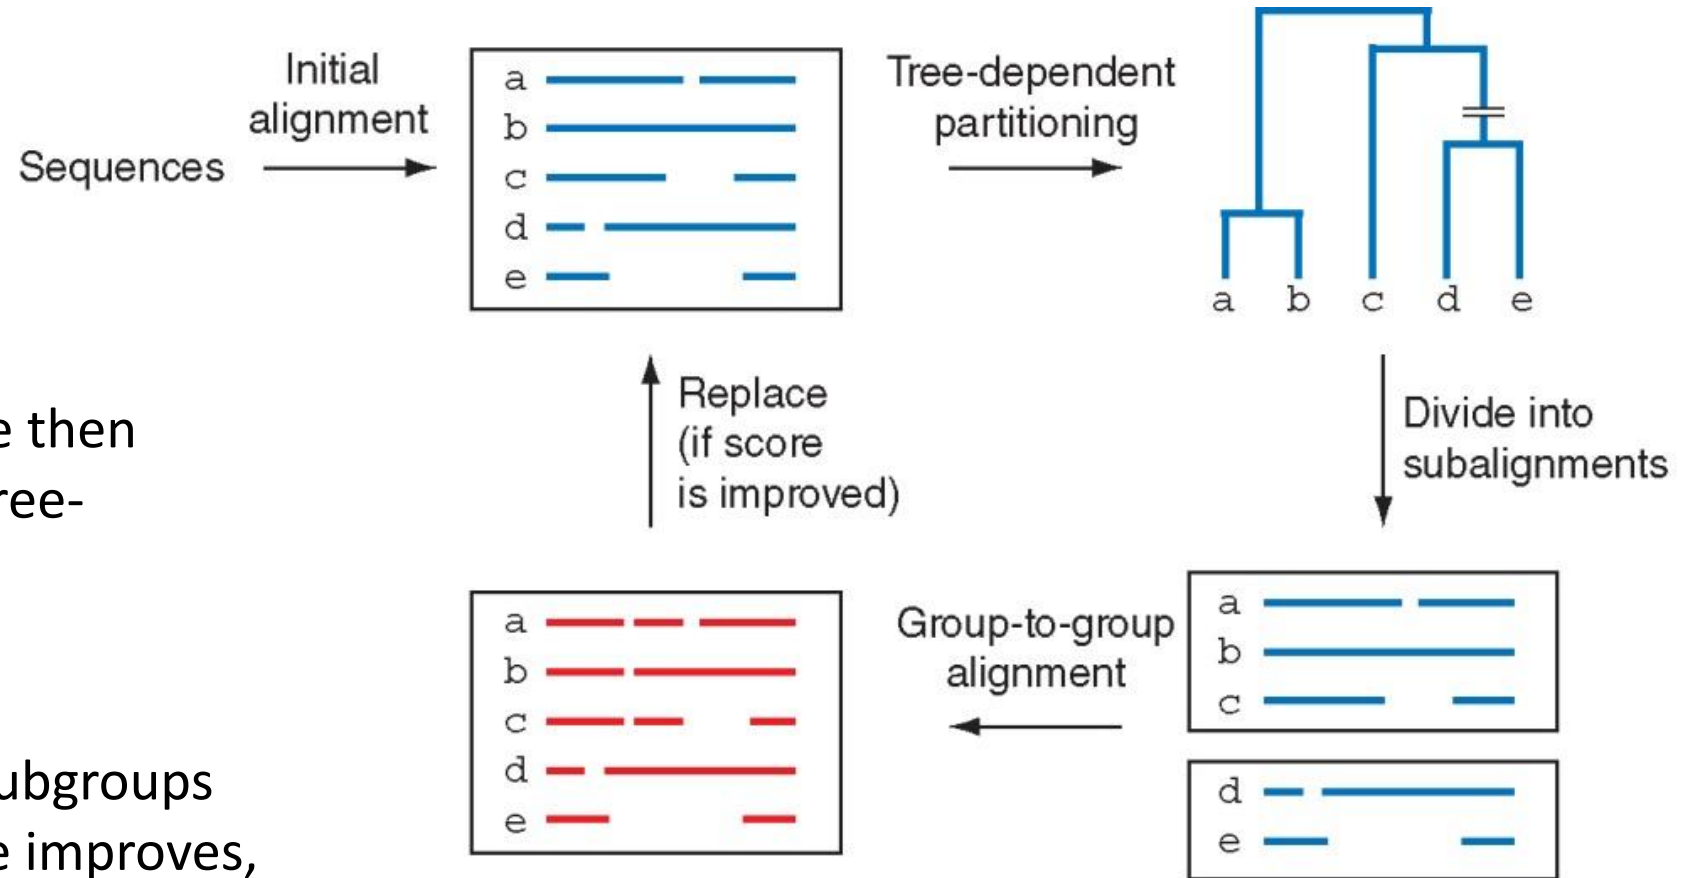 Initial
alignment
Sequences
a
b
c
d
e
Tree-dependent
partitioning
a b c d e
e then
ree-
Replace
(if score
is improved)
Divide into
subalignments
a
b
c
d
e
Group-to-group
alignment
a
b
c
d
e
ubgroups
e improves,